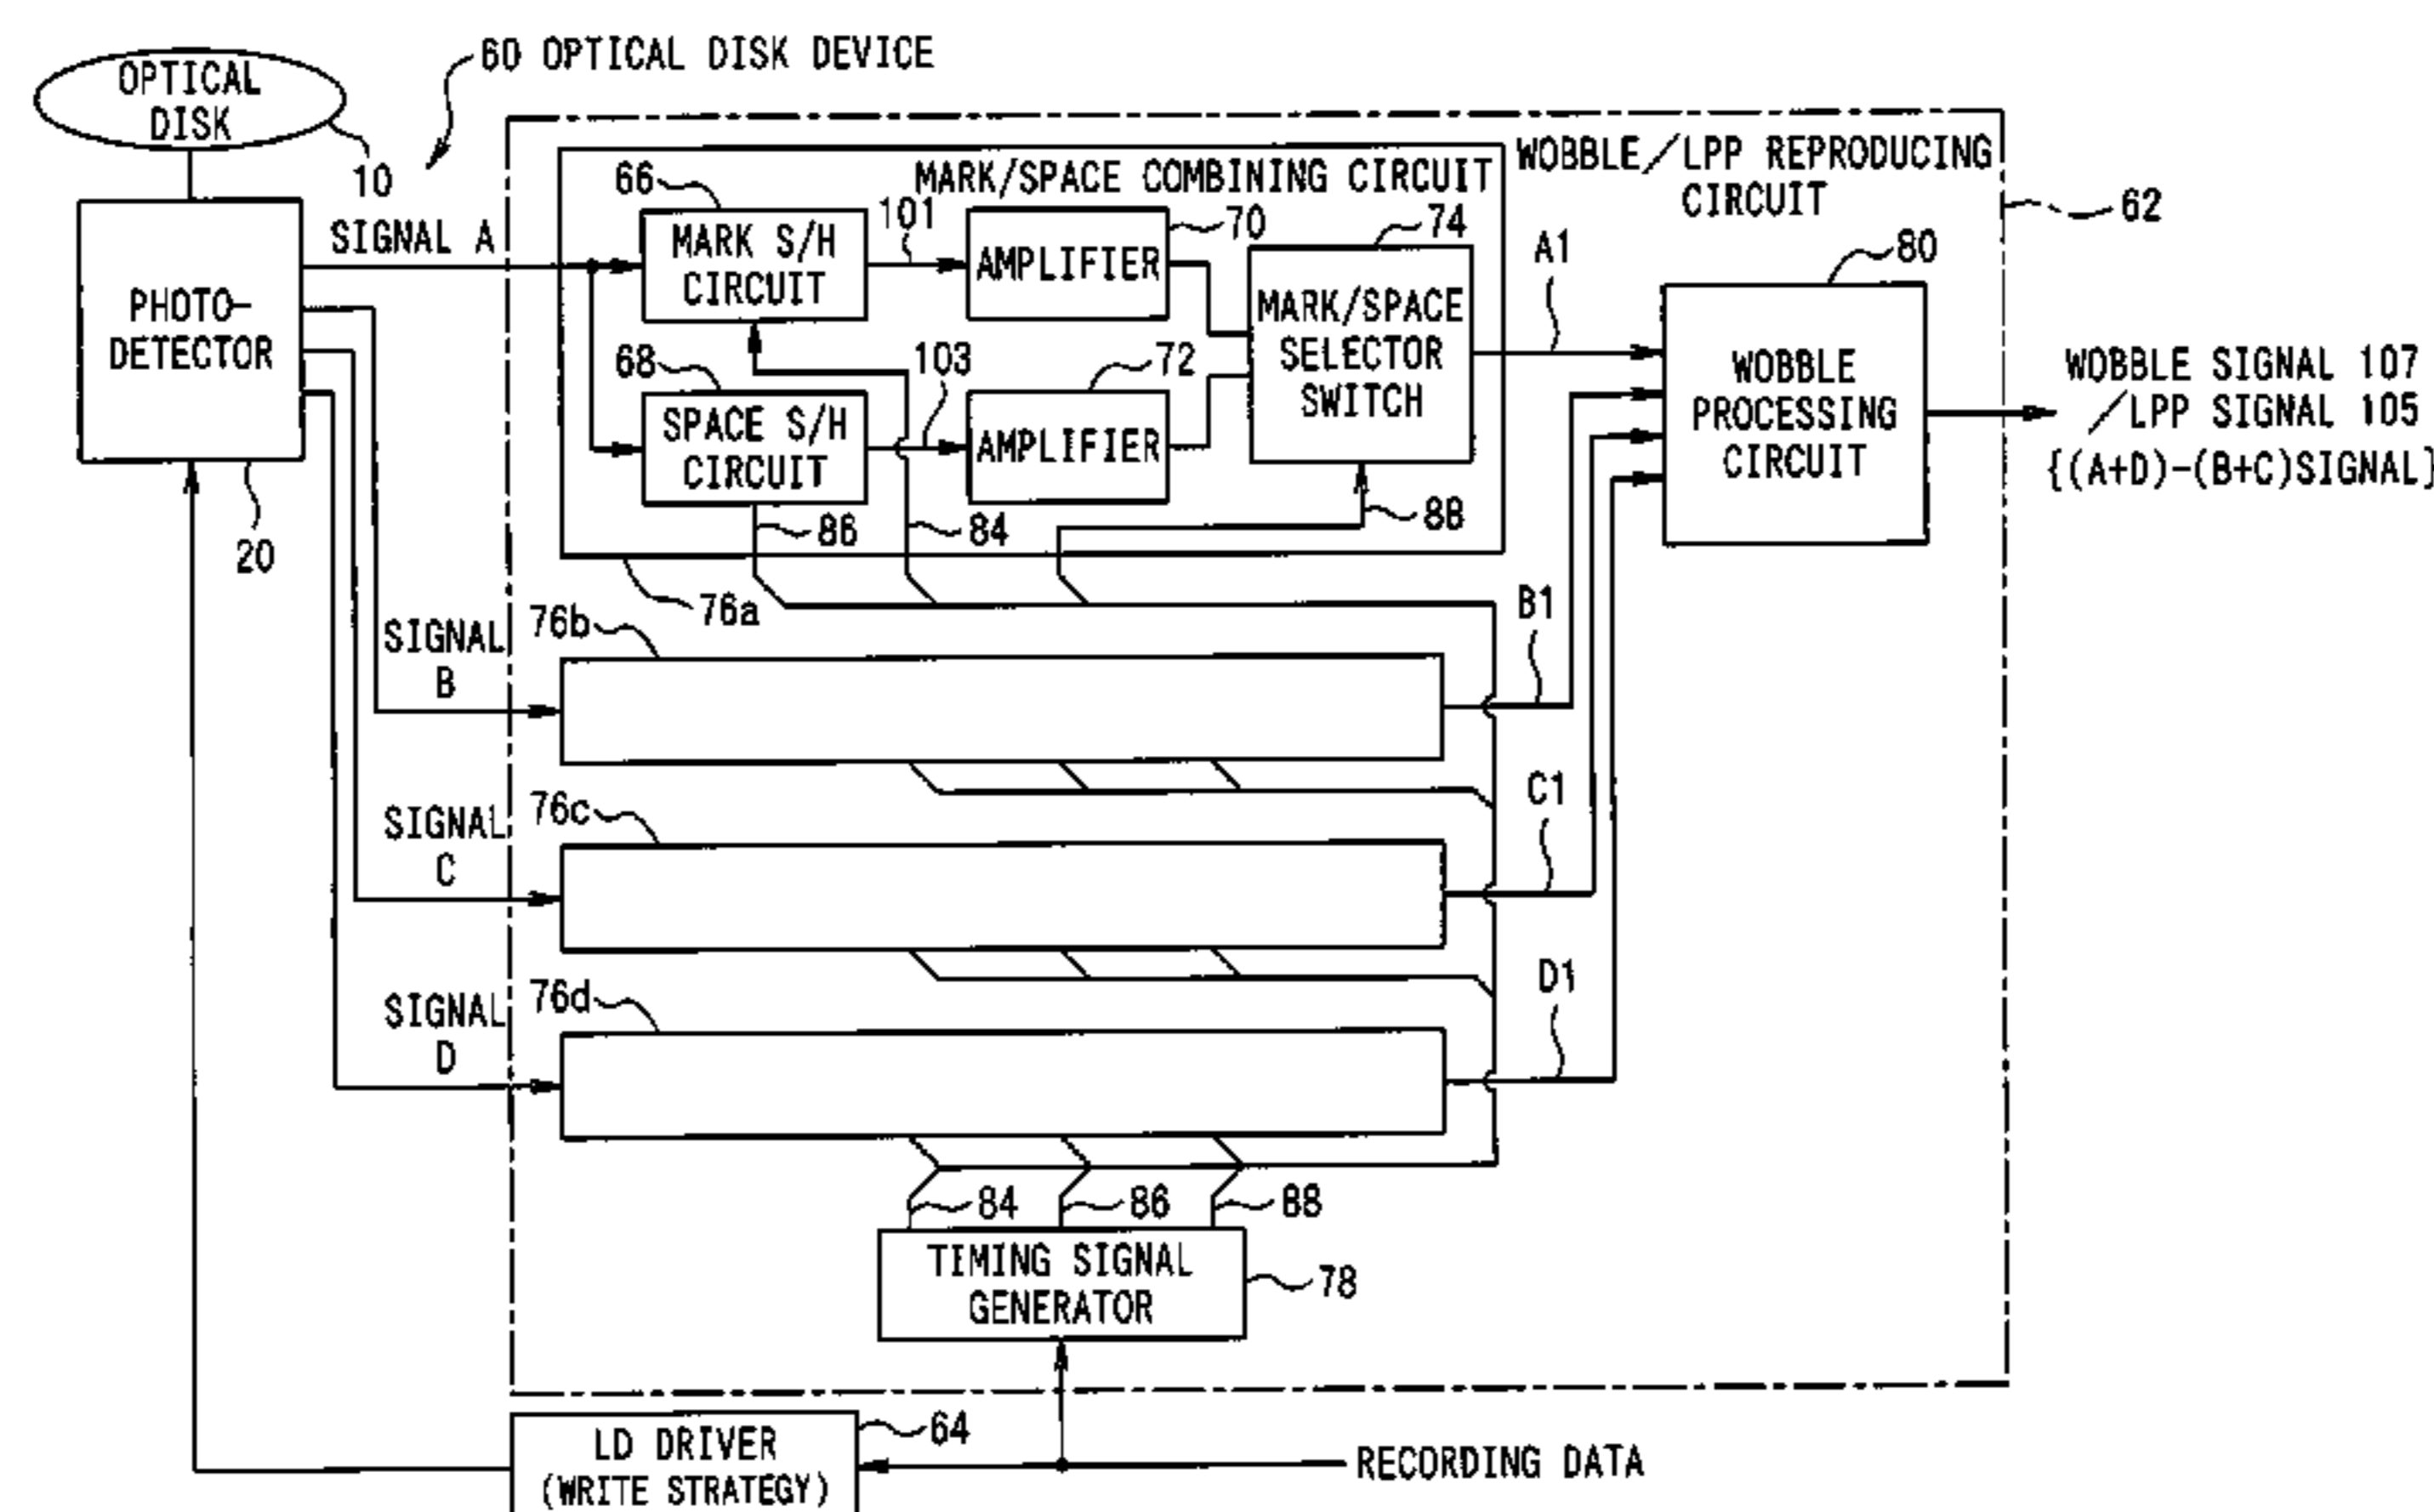 60 OPTICAL DISK DEVICE
OPTICAL
DISK
10
MARK/SPACE COMBINING CIRCUIT
WOBBLE/LPP REPRODUCING
CIRCUIT
62
SIGNAL A
66
MARK S/H
CIRCUIT
101
70
AMPLIFIER
74
MARK/SPACE
SELECTOR
SWITCH
A1
80
PHOTO-
DETECTOR
20
68
SPACE S/H
CIRCUIT
103
72
AMPLIFIER
WOBBLE
PROCESSING
CIRCUIT
WOBBLE SIGNAL 107
/LPP SIGNAL 105
{(A+D)-(B+C)SIGNAL}
86
84
88
76a
SIGNAL
B
76b
B1
SIGNAL
C
76c
C1
SIGNAL
D
76d
D1
84
86
88
TIMING SIGNAL
GENERATOR
78
LD DRIVER
(WRITE STRATEGY)
64
RECORDING DATA